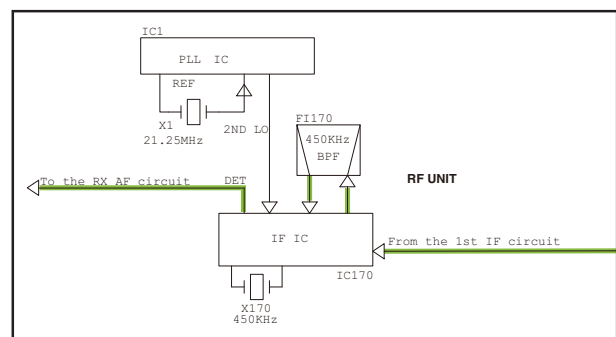 IC1
PLL IC
REF
X1
21.25MHz
2ND LO
FI170
450KHz
BPF
RF UNIT
To the RX AF circuit
DET
IF IC
From the 1st IF circuit
IC170
X170
450KHz